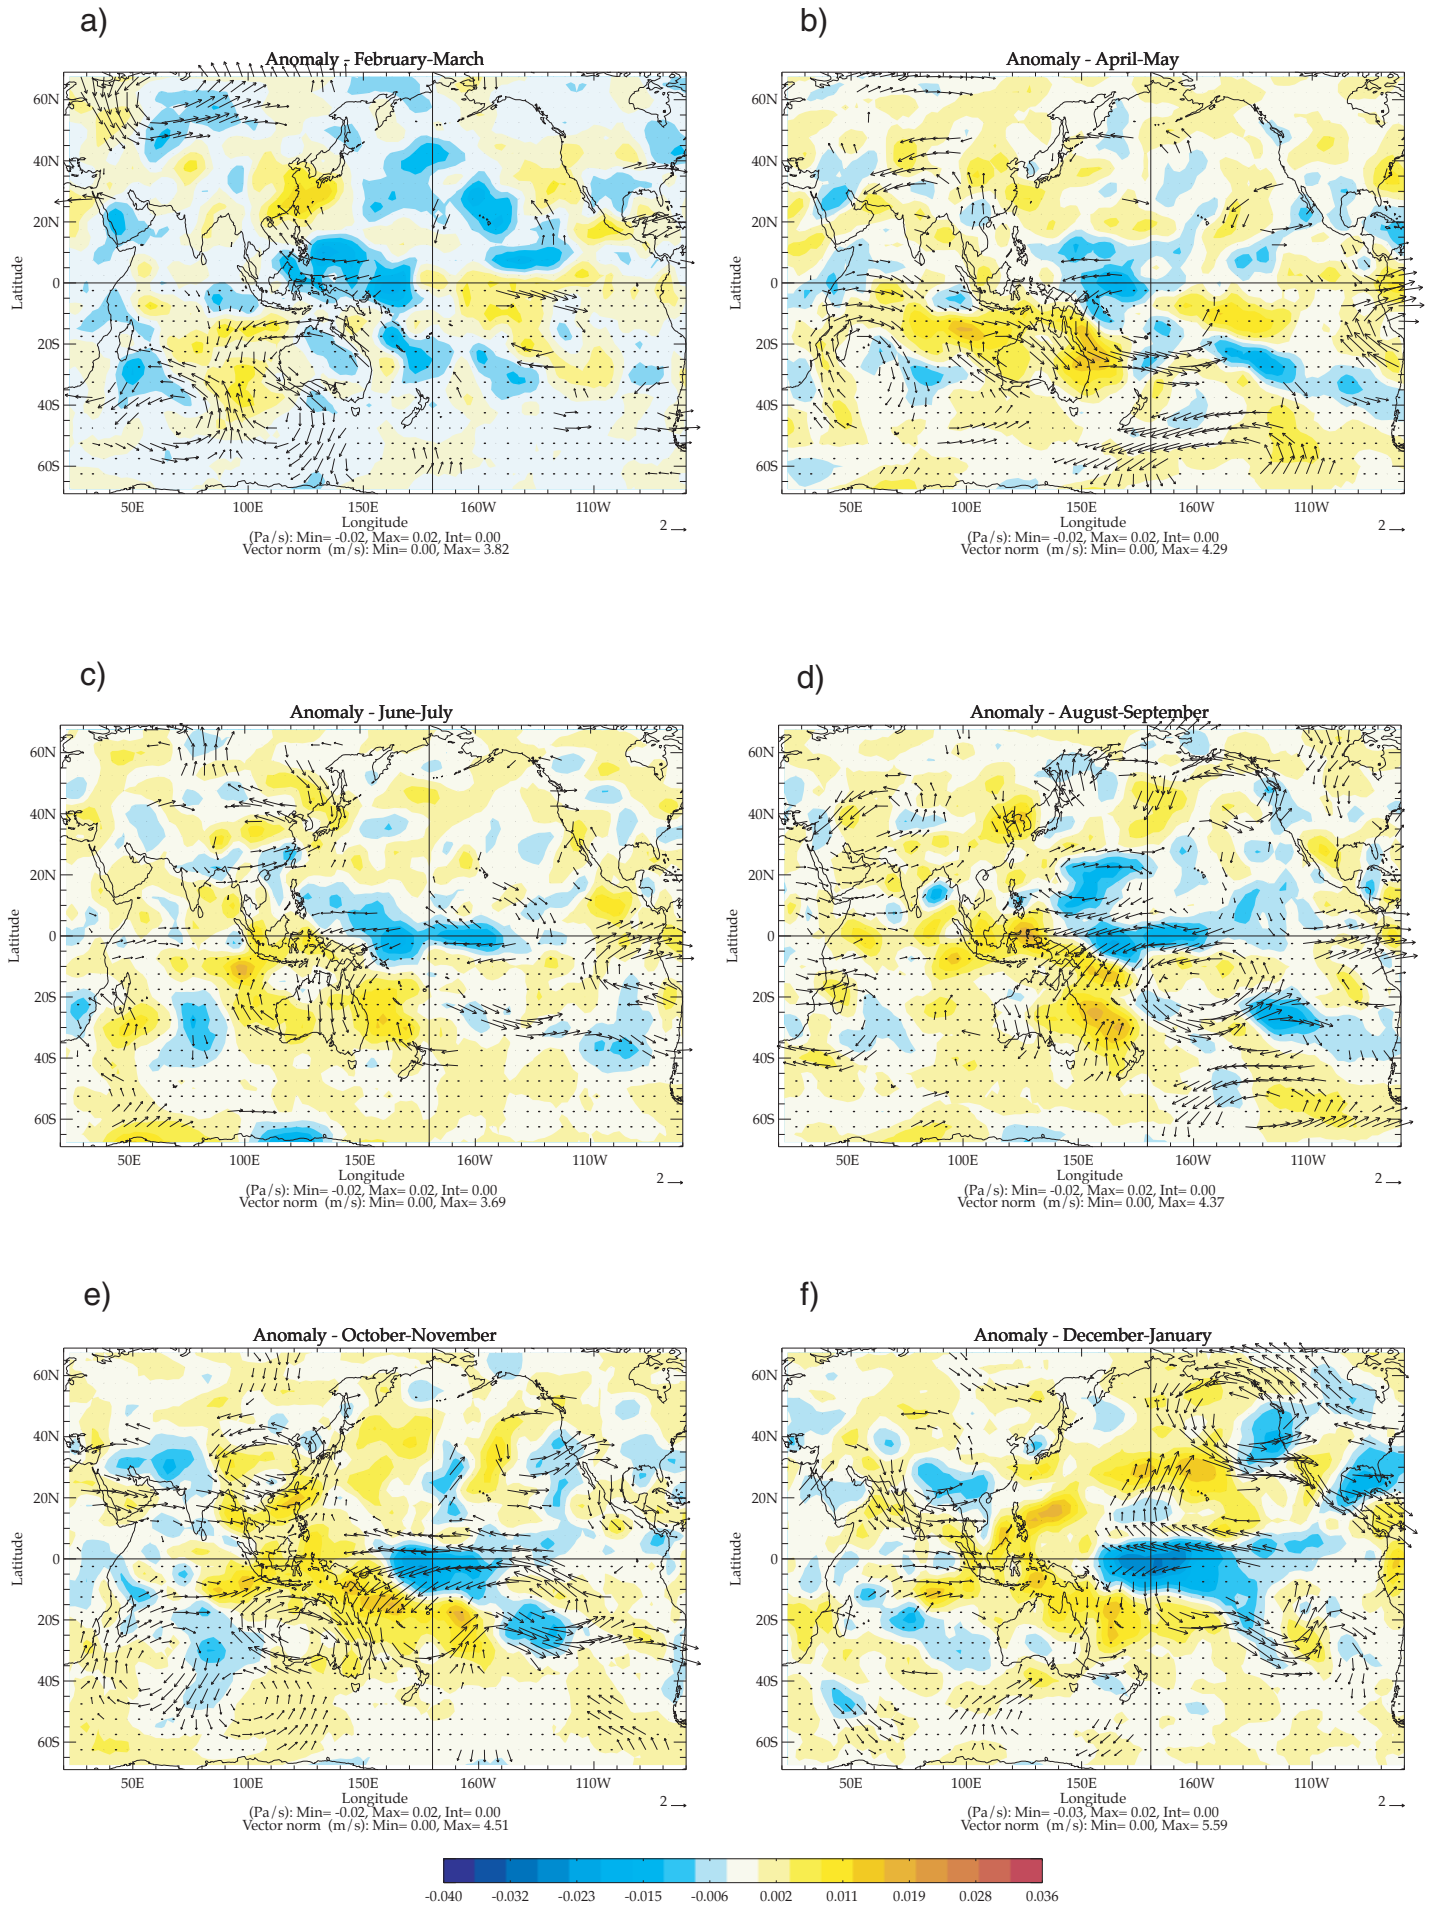 a)
Anomaly - February-March
60N
40N
20N
0
20S
40S
60S
Latitude
50E 100E 150E 160W 110W
Longitude
2
(Pa/s): Min= -0.02, Max= 0.02, Int= 0.00
Vector norm (m/s): Min= 0.00, Max= 3.82
b)
Anomaly - April-May
60N
40N
20N
0
20S
40S
60S
Latitude
50E 100E 150E 160W 110W
Longitude
2
(Pa/s): Min= -0.02, Max= 0.02, Int= 0.00
Vector norm (m/s): Min= 0.00, Max= 4.29
c)
Anomaly - June-July
60N
40N
20N
0
20S
40S
60S
Latitude
50E 100E 150E 160W 110W
Longitude
2
(Pa/s): Min= -0.02, Max= 0.02, Int= 0.00
Vector norm (m/s): Min= 0.00, Max= 3.69
d)
Anomaly - August-September
60N
40N
20N
0
20S
40S
60S
Latitude
50E 100E 150E 160W 110W
Longitude
2
(Pa/s): Min= -0.02, Max= 0.02, Int= 0.00
Vector norm (m/s): Min= 0.00, Max= 4.37
e)
Anomaly - October-November
60N
40N
20N
0
20S
40S
60S
Latitude
50E 100E 150E 160W 110W
Longitude
2
(Pa/s): Min= -0.02, Max= 0.02, Int= 0.00
Vector norm (m/s): Min= 0.00, Max= 4.51
f)
Anomaly - December-January
60N
40N
20N
0
20S
40S
60S
Latitude
50E 100E 150E 160W 110W
Longitude
2
(Pa/s): Min= -0.03, Max= 0.02, Int= 0.00
Vector norm (m/s): Min= 0.00, Max= 5.59
-0.040 -0.032 -0.023 -0.015 -0.006 0.002 0.011 0.019 0.028 0.036